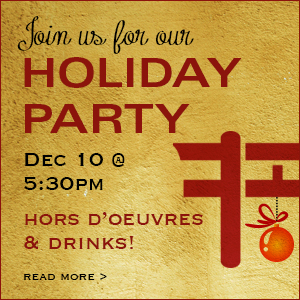 Join us for our
HOLIDAY
PARTY
DEC 10 @
5:30PM
HORS D'OEUVRES
& DRINKS!
READ MORE >